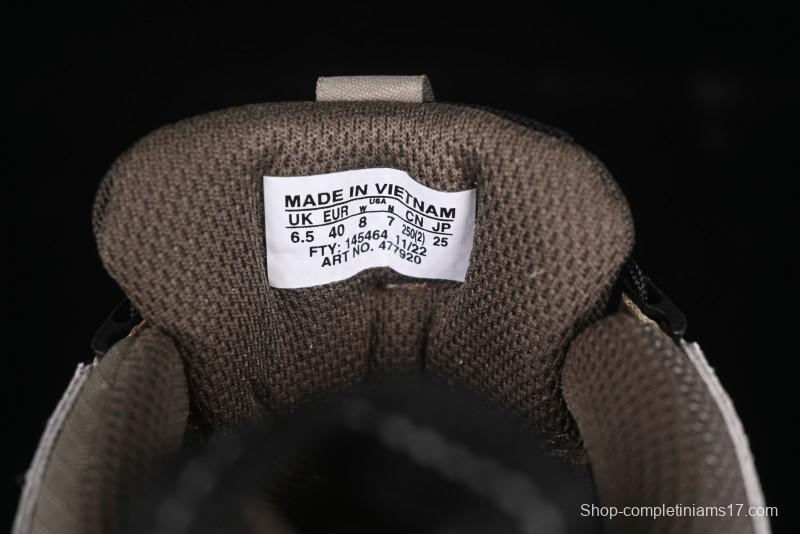 MADE IN VIETNAM
USA
UK EUR W M CN JP
6.5 40 8 7 250(2) 25
FTY: 145464 11/22
ART NO. 477920
Shop-completiniams17.com